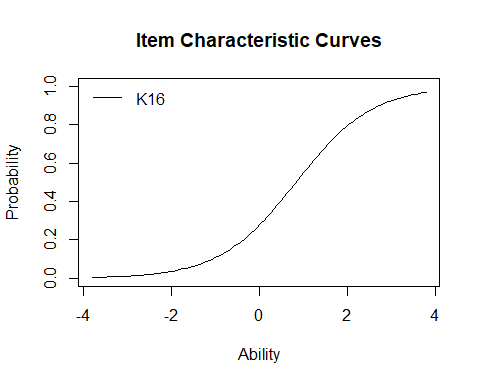 Item Characteristic Curves
K16
Probability
0.0 0.2 0.4 0.6 0.8 1.0
-4 -2 0 2 4
Ability